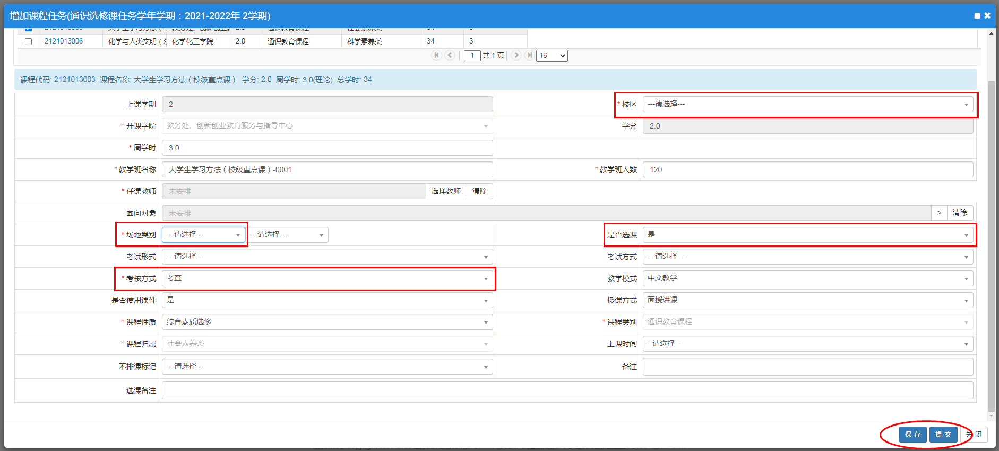 增加课程任务(通识选修课任务学年学期：2021-2022年 2学期)
2121013006 化学与人类文明（ 化学化工学院 2.0 通识教育课程 科学素养类 34 3
1 共 1 页 16
课程代码: 2121013003 课程名称: 大学生学习方法（校级重点课） 学分: 2.0 周学时: 3.0(理论) 总学时: 34
上课学期 2 * 校区 ---请选择---
* 开课学院 教务处、创新创业教育服务与指导中心 学分 2.0
* 周学时 3.0
* 教学班名称 大学生学习方法（校级重点课）-0001 * 教学班人数 120
* 任课教师 未安排 选择教师 清除
面向对象 未安排 > 清除
* 场地类别 ---请选择--- ---请选择--- 是否选课 是
考试形式 ---请选择--- 考试方式 ---请选择---
* 考核方式 考查 教学模式 中文教学
是否使用课件 是 授课方式 面授讲课
* 课程性质 综合素质选修 * 课程类别 通识教育课程
* 课程归属 社会素养类 上课时间 --请选择--
不排课标记 ---请选择--- 备注
选课备注
保 存 提 交 关 闭